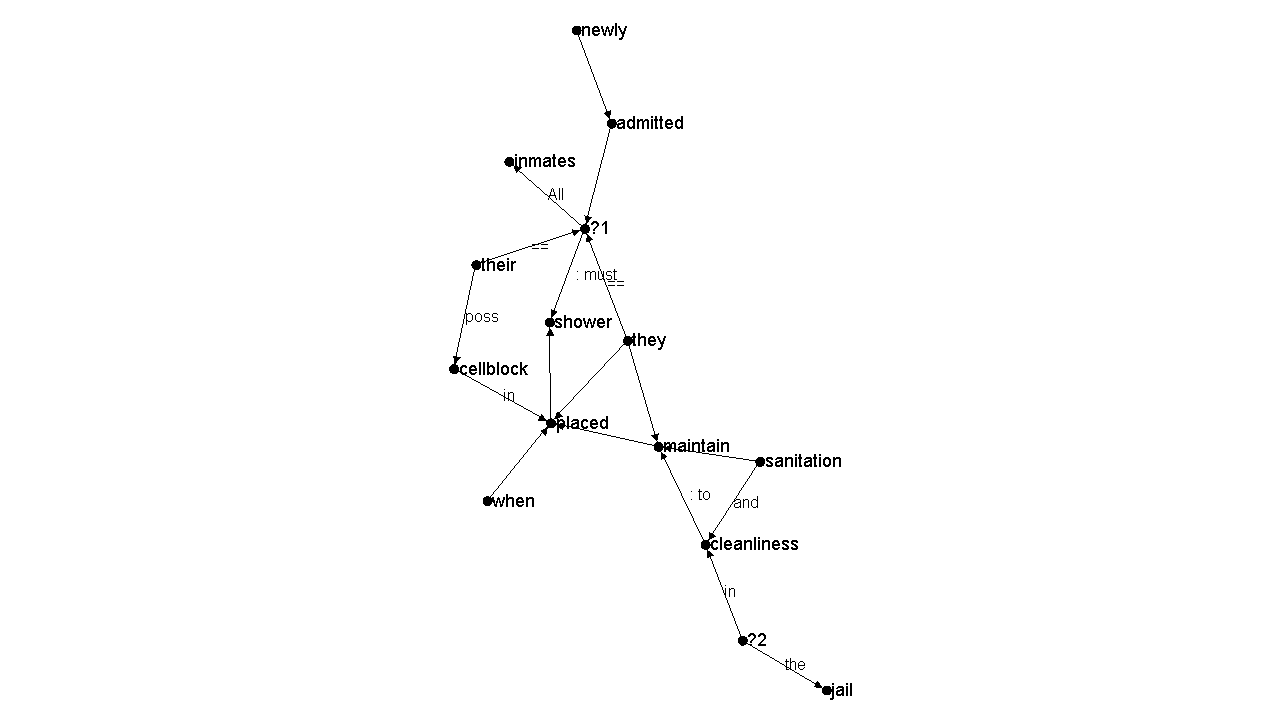 newly
admitted
inmates
All
?1
==
their
: must
==
poss
shower
they
cellblock
in
placed
maintain
sanitation
when
: to
and
cleanliness
in
?2
the
jail